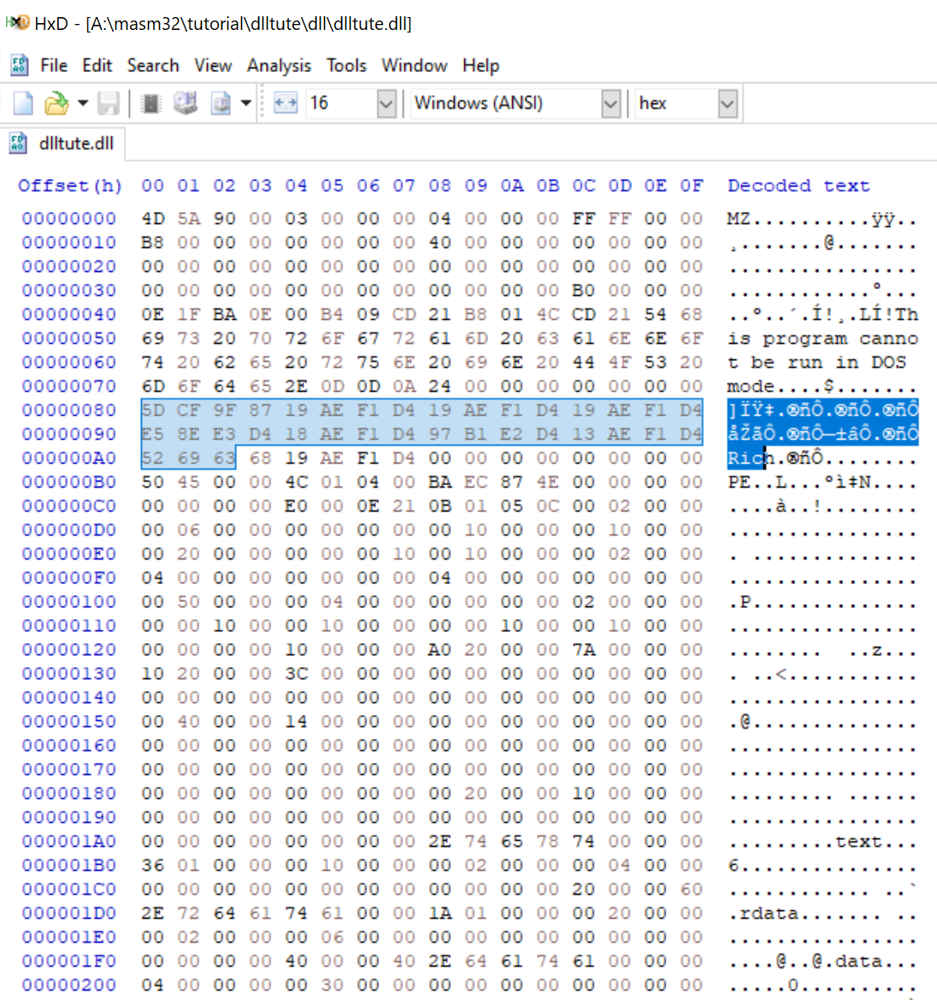 HxD - [A:\masm32\tutorial\dlltute\dll\dlltute.dll]
File Edit Search View Analysis Tools Window Help
16 Windows (ANSI) hex
dlltute.dll
Offset(h) 00 01 02 03 04 05 06 07 08 09 0A 0B 0C 0D 0E 0F Decoded text
00000000 4D 5A 90 00 03 00 00 00 04 00 00 00 FF FF 00 00 MZ..........ÿÿ..
00000010 B8 00 00 00 00 00 00 00 40 00 00 00 00 00 00 00 ¸.......@.......
00000020 00 00 00 00 00 00 00 00 00 00 00 00 00 00 00 00 ................
00000030 00 00 00 00 00 00 00 00 00 00 00 00 B0 00 00 00 ............°...
00000040 0E 1F BA 0E 00 B4 09 CD 21 B8 01 4C CD 21 54 68 ..º..´.Í!¸.LÍ!Th
00000050 69 73 20 70 72 6F 67 72 61 6D 20 63 61 6E 6E 6F is program canno
00000060 74 20 62 65 20 72 75 6E 20 69 6E 20 44 4F 53 20 t be run in DOS
00000070 6D 6F 64 65 2E 0D 0D 0A 24 00 00 00 00 00 00 00 mode....$.......
00000080 5D CF 9F 87 19 AE F1 D4 19 AE F1 D4 19 AE F1 D4 ]ÏŸ‡.®ñÔ.®ñÔ.®ñÔ
00000090 E5 8E E3 D4 18 AE F1 D4 97 B1 E2 D4 13 AE F1 D4 åŽãÔ.®ñÔ—±âÔ.®ñÔ
000000A0 52 69 63 68 19 AE F1 D4 00 00 00 00 00 00 00 00 Rich.®ñÔ........
000000B0 50 45 00 00 4C 01 04 00 BA EC 87 4E 00 00 00 00 PE..L...ºì‡N....
000000C0 00 00 00 00 E0 00 0E 21 0B 01 05 0C 00 02 00 00 ....à..!........
000000D0 00 06 00 00 00 00 00 00 00 10 00 00 00 10 00 00 ................
000000E0 00 20 00 00 00 00 00 10 00 10 00 00 00 02 00 00 . ..............
000000F0 04 00 00 00 00 00 00 00 04 00 00 00 00 00 00 00 ................
00000100 00 50 00 00 00 04 00 00 00 00 00 00 02 00 00 00 .P..............
00000110 00 00 10 00 00 10 00 00 00 00 10 00 00 10 00 00 ................
00000120 00 00 00 00 10 00 00 00 A0 20 00 00 7A 00 00 00 ........ ..z...
00000130 10 20 00 00 3C 00 00 00 00 00 00 00 00 00 00 00 . ..<...........
00000140 00 00 00 00 00 00 00 00 00 00 00 00 00 00 00 00 ................
00000150 00 40 00 00 14 00 00 00 00 00 00 00 00 00 00 00 .@..............
00000160 00 00 00 00 00 00 00 00 00 00 00 00 00 00 00 00 ................
00000170 00 00 00 00 00 00 00 00 00 00 00 00 00 00 00 00 ................
00000180 00 00 00 00 00 00 00 00 00 20 00 00 10 00 00 00 ......... ......
00000190 00 00 00 00 00 00 00 00 00 00 00 00 00 00 00 00 ................
000001A0 00 00 00 00 00 00 00 00 2E 74 65 78 74 00 00 00 .........text...
000001B0 36 01 00 00 00 10 00 00 00 02 00 00 00 04 00 00 6...............
000001C0 00 00 00 00 00 00 00 00 00 00 00 00 20 00 00 60 ............ ..`
000001D0 2E 72 64 61 74 61 00 00 1A 01 00 00 00 20 00 00 .rdata....... ..
000001E0 00 02 00 00 00 06 00 00 00 00 00 00 00 00 00 00 ................
000001F0 00 00 00 00 40 00 00 40 2E 64 61 74 61 00 00 00 ....@..@.data...
00000200 04 00 00 00 00 30 00 00 00 00 00 00 00 00 00 00 .....0..........